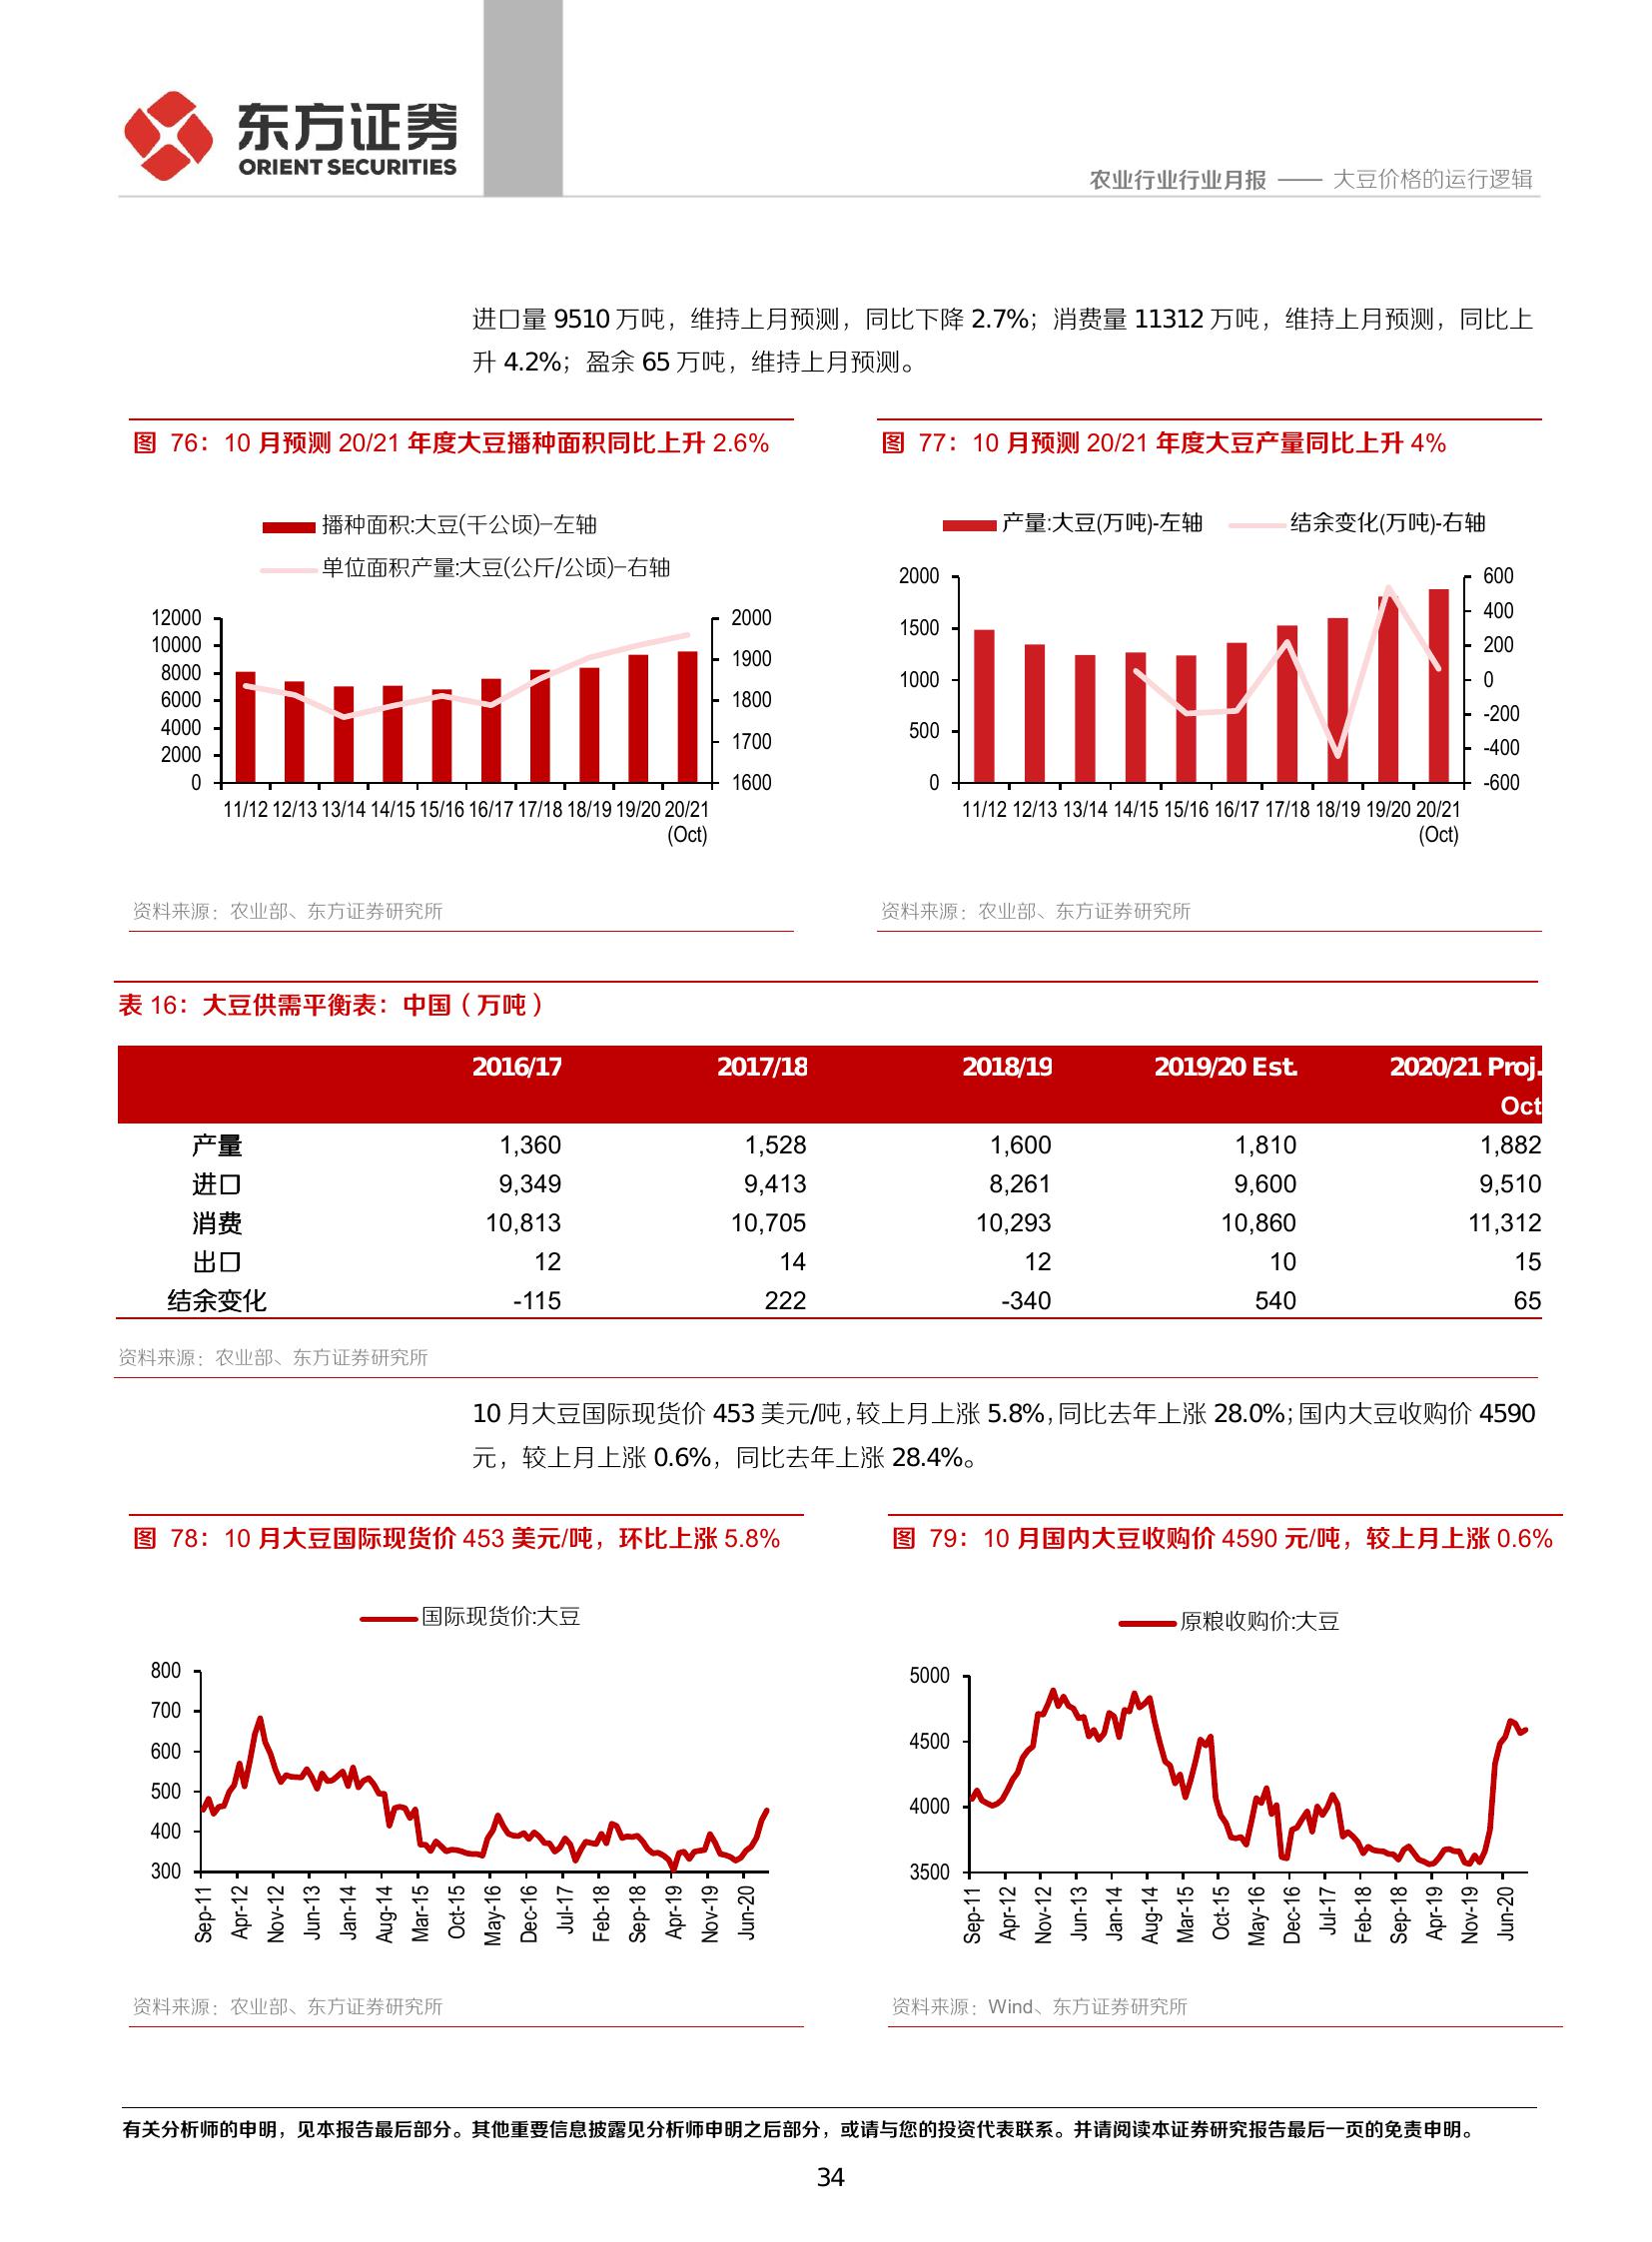 东方证券
ORIENT SECURITIES
农业行业行业月报 —— 大豆价格的运行逻辑
进口量 9510 万吨，维持上月预测，同比下降 2.7%；消费量 11312 万吨，维持上月预测，同比上
升 4.2%；盈余 65 万吨，维持上月预测。
图 76：10 月预测 20/21 年度大豆播种面积同比上升 2.6%
播种面积:大豆(千公顷)–左轴
单位面积产量:大豆(公斤/公顷)–右轴
12000
10000
8000
6000
4000
2000
0
2000
1900
1800
1700
1600
11/12 12/13 13/14 14/15 15/16 16/17 17/18 18/19 19/20 20/21
(Oct)
资料来源：农业部、东方证券研究所
图 77：10 月预测 20/21 年度大豆产量同比上升 4%
产量:大豆(万吨)-左轴 结余变化(万吨)-右轴
2000
1500
1000
500
0
600
400
200
0
-200
-400
-600
11/12 12/13 13/14 14/15 15/16 16/17 17/18 18/19 19/20 20/21
(Oct)
资料来源：农业部、东方证券研究所
表 16：大豆供需平衡表：中国（万吨）
2016/17 2017/18 2018/19 2019/20 Est. 2020/21 Proj.
Oct
产量 1,360 1,528 1,600 1,810 1,882
进口 9,349 9,413 8,261 9,600 9,510
消费 10,813 10,705 10,293 10,860 11,312
出口 12 14 12 10 15
结余变化 -115 222 -340 540 65
资料来源：农业部、东方证券研究所
10 月大豆国际现货价 453 美元/吨，较上月上涨 5.8%，同比去年上涨 28.0%；国内大豆收购价 4590
元，较上月上涨 0.6%，同比去年上涨 28.4%。
图 78：10 月大豆国际现货价 453 美元/吨，环比上涨 5.8%
国际现货价:大豆
800
700
600
500
400
300
Sep-11 Apr-12 Nov-12 Jun-13 Jan-14 Aug-14 Mar-15 Oct-15 May-16 Dec-16 Jul-17 Feb-18 Sep-18 Apr-19 Nov-19 Jun-20
资料来源：农业部、东方证券研究所
图 79：10 月国内大豆收购价 4590 元/吨，较上月上涨 0.6%
原粮收购价:大豆
5000
4500
4000
3500
Sep-11 Apr-12 Nov-12 Jun-13 Jan-14 Aug-14 Mar-15 Oct-15 May-16 Dec-16 Jul-17 Feb-18 Sep-18 Apr-19 Nov-19 Jun-20
资料来源：Wind、东方证券研究所
有关分析师的申明，见本报告最后部分。其他重要信息披露见分析师申明之后部分，或请与您的投资代表联系。并请阅读本证券研究报告最后一页的免责申明。
34